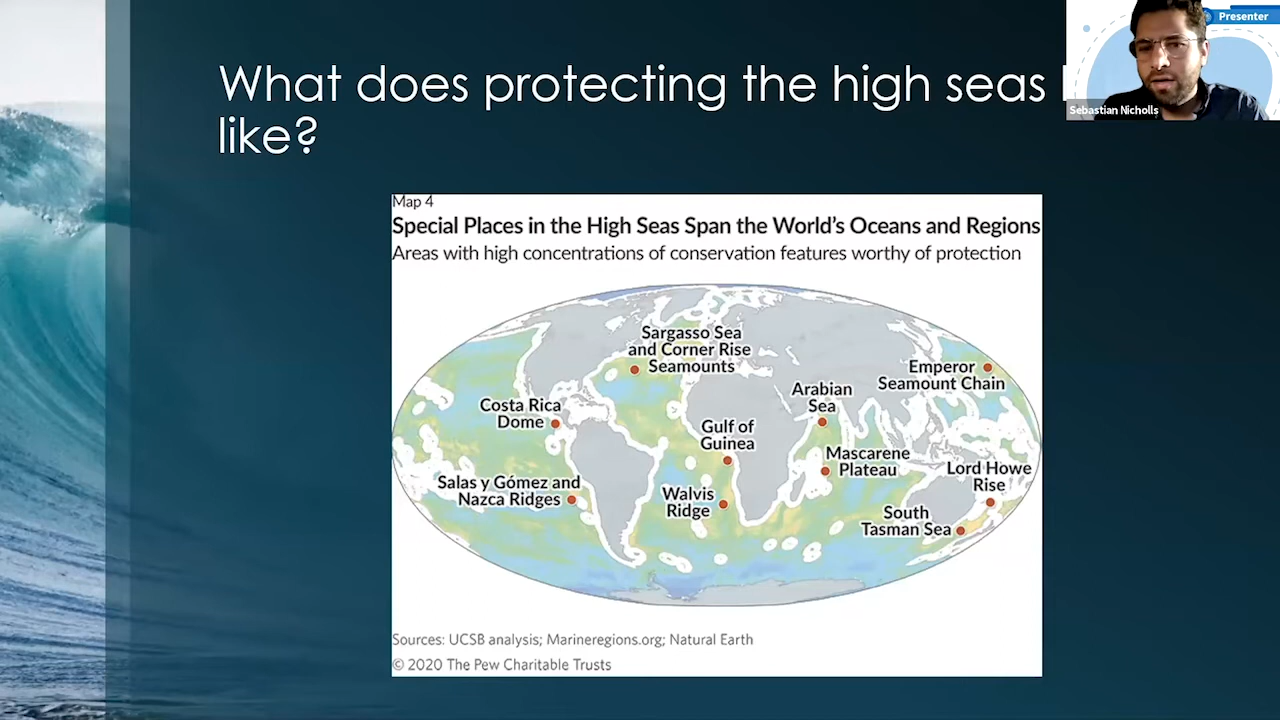 What does protecting the high seas
like?
Presenter
Sebastian Nicholls
Map 4
Special Places in the High Seas Span the World's Oceans and Regions
Areas with high concentrations of conservation features worthy of protection
Sargasso Sea
and Corner Rise
Seamounts
Emperor
Seamount Chain
Arabian
Sea
Costa Rica
Dome
Gulf of
Guinea
Mascarene
Plateau
Lord Howe
Rise
Salas y Gómez and
Nazca Ridges
Walvis
Ridge
South
Tasman Sea
Sources: UCSB analysis; Marineregions.org; Natural Earth
© 2020 The Pew Charitable Trusts